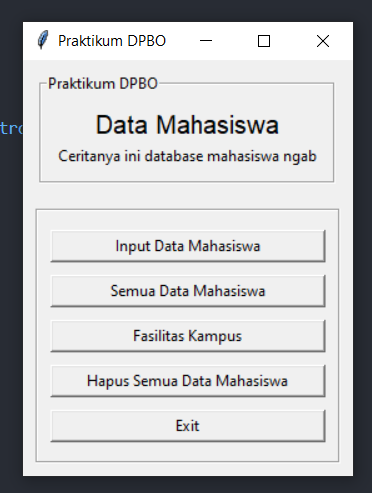 Praktikum DPBO
tro
Praktikum DPBO
Data Mahasiswa
Ceritanya ini database mahasiswa ngab
Input Data Mahasiswa
Semua Data Mahasiswa
Fasilitas Kampus
Hapus Semua Data Mahasiswa
Exit